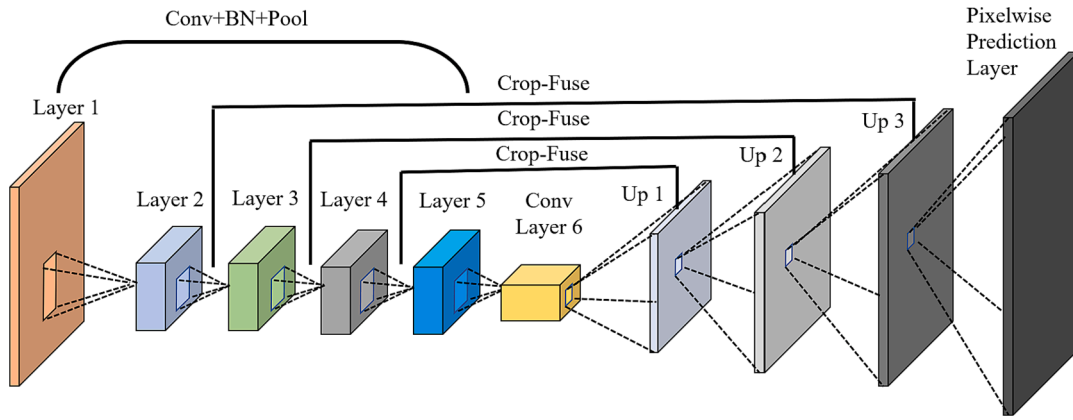 Conv+BN+Pool
Pixelwise
Prediction
Layer
Crop-Fuse
Layer 1
Crop-Fuse
Up 3
Crop-Fuse
Up 2
Layer 2
Layer 3
Layer 4
Layer 5
Conv
Layer 6
Up 1